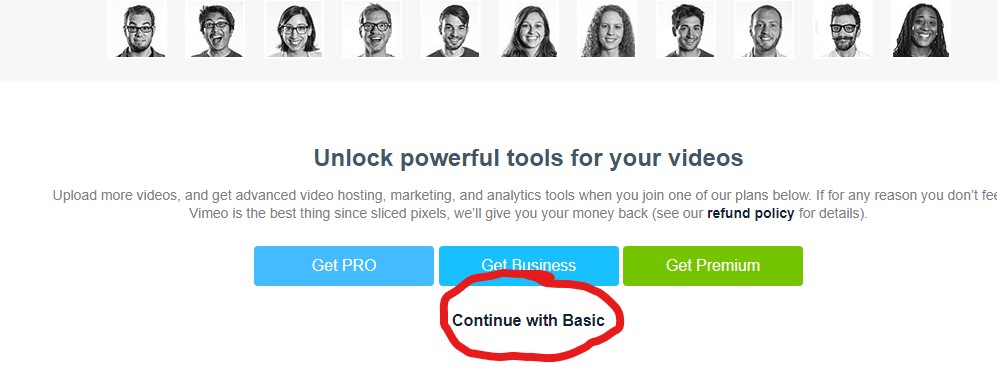 Unlock powerful tools for your videos
Upload more videos, and get advanced video hosting, marketing, and analytics tools when you join one of our plans below. If for any reason you don't fee
Vimeo is the best thing since sliced pixels, we'll give you your money back (see our refund policy for details).
Get PRO Get Business Get Premium
Continue with Basic